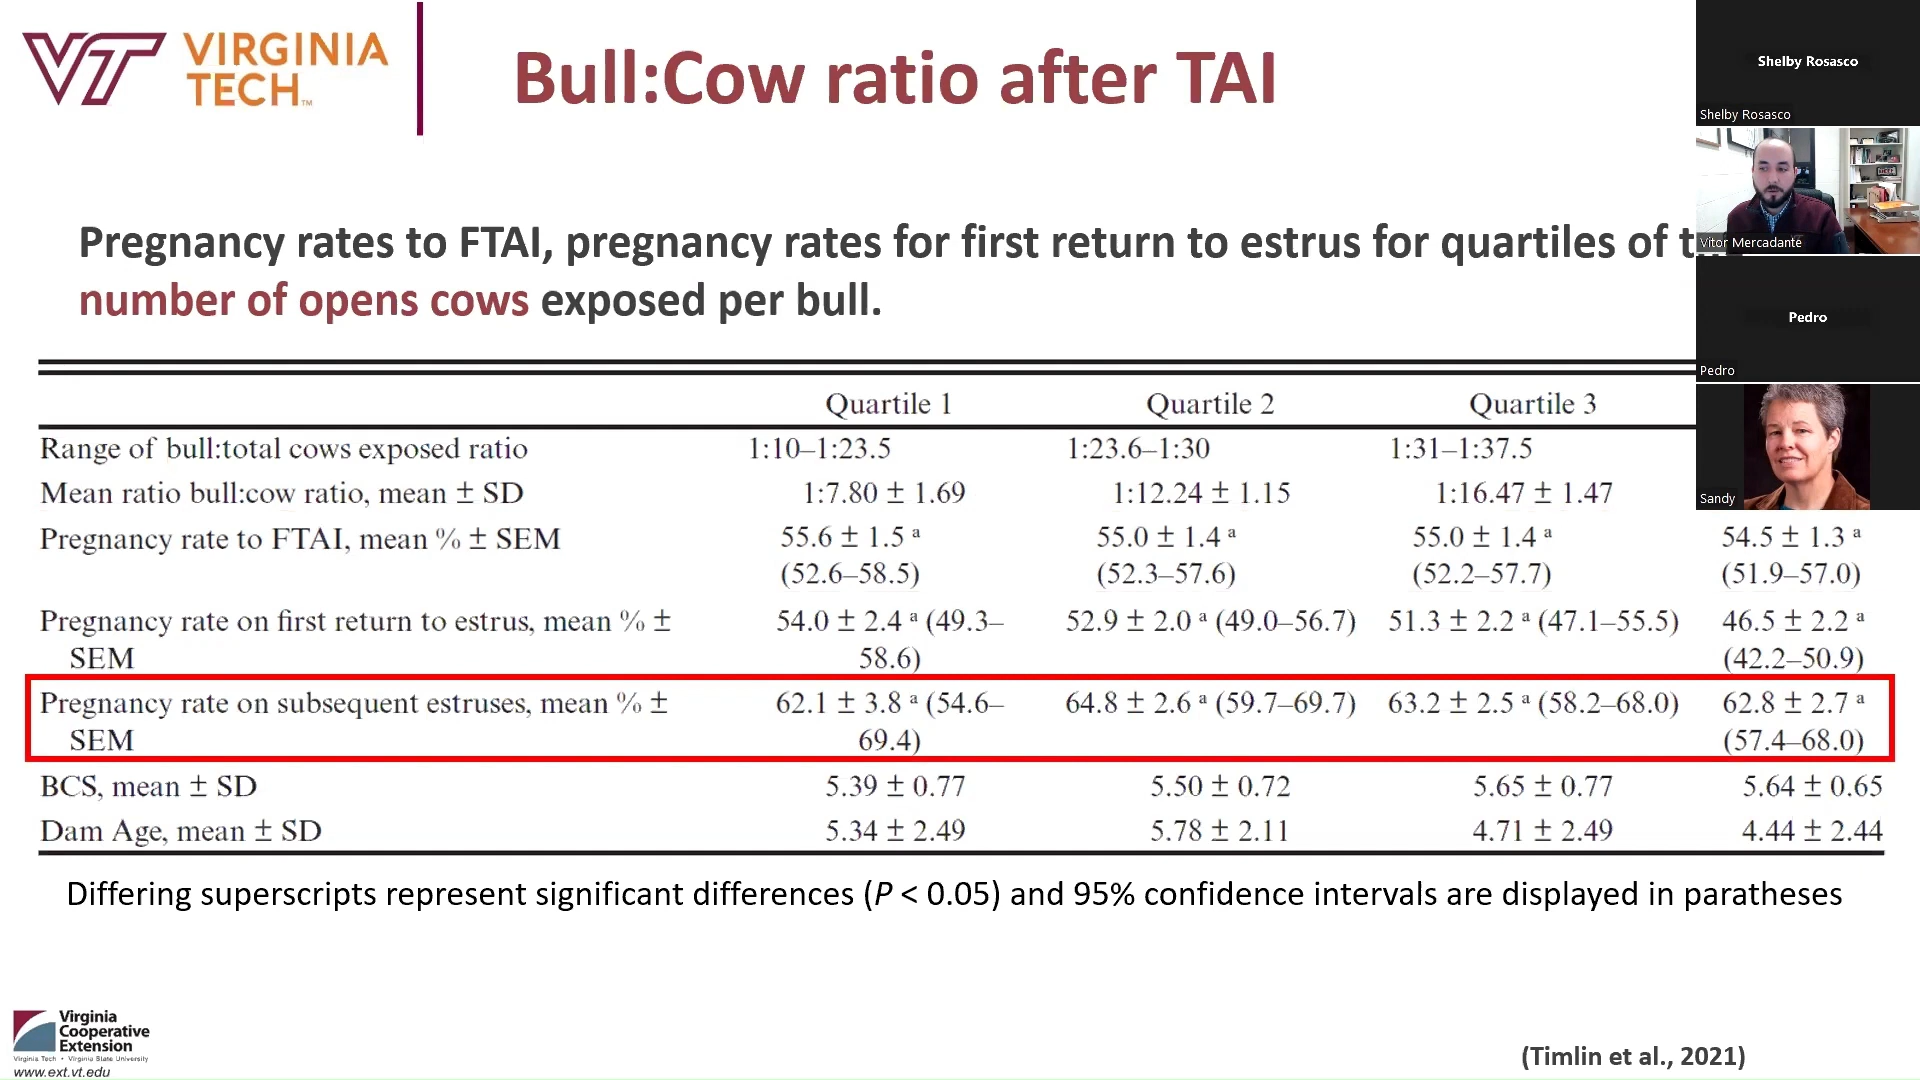 VT VIRGINIA
TECH™
Bull:Cow ratio after TAI
Shelby Rosasco
Shelby Rosasco
Vitor Mercadante
Pedro
Pedro
Sandy
Pregnancy rates to FTAI, pregnancy rates for first return to estrus for quartiles of
number of opens cows exposed per bull.
Quartile 1 Quartile 2 Quartile 3
Range of bull:total cows exposed ratio 1:10–1:23.5 1:23.6–1:30 1:31–1:37.5
Mean ratio bull:cow ratio, mean ± SD 1:7.80 ± 1.69 1:12.24 ± 1.15 1:16.47 ± 1.47
Pregnancy rate to FTAI, mean % ± SEM 55.6 ± 1.5 a 55.0 ± 1.4 a 55.0 ± 1.4 a 54.5 ± 1.3 a
(52.6–58.5) (52.3–57.6) (52.2–57.7) (51.9–57.0)
Pregnancy rate on first return to estrus, mean % ± 54.0 ± 2.4 a (49.3– 52.9 ± 2.0 a (49.0–56.7) 51.3 ± 2.2 a (47.1–55.5) 46.5 ± 2.2 a
SEM 58.6) (42.2–50.9)
Pregnancy rate on subsequent estruses, mean % ± 62.1 ± 3.8 a (54.6– 64.8 ± 2.6 a (59.7–69.7) 63.2 ± 2.5 a (58.2–68.0) 62.8 ± 2.7 a
SEM 69.4) (57.4–68.0)
BCS, mean ± SD 5.39 ± 0.77 5.50 ± 0.72 5.65 ± 0.77 5.64 ± 0.65
Dam Age, mean ± SD 5.34 ± 2.49 5.78 ± 2.11 4.71 ± 2.49 4.44 ± 2.44
Differing superscripts represent significant differences (P < 0.05) and 95% confidence intervals are displayed in paratheses
Virginia
Cooperative
Extension
Virginia Tech • Virginia State University
www.ext.vt.edu
(Timlin et al., 2021)